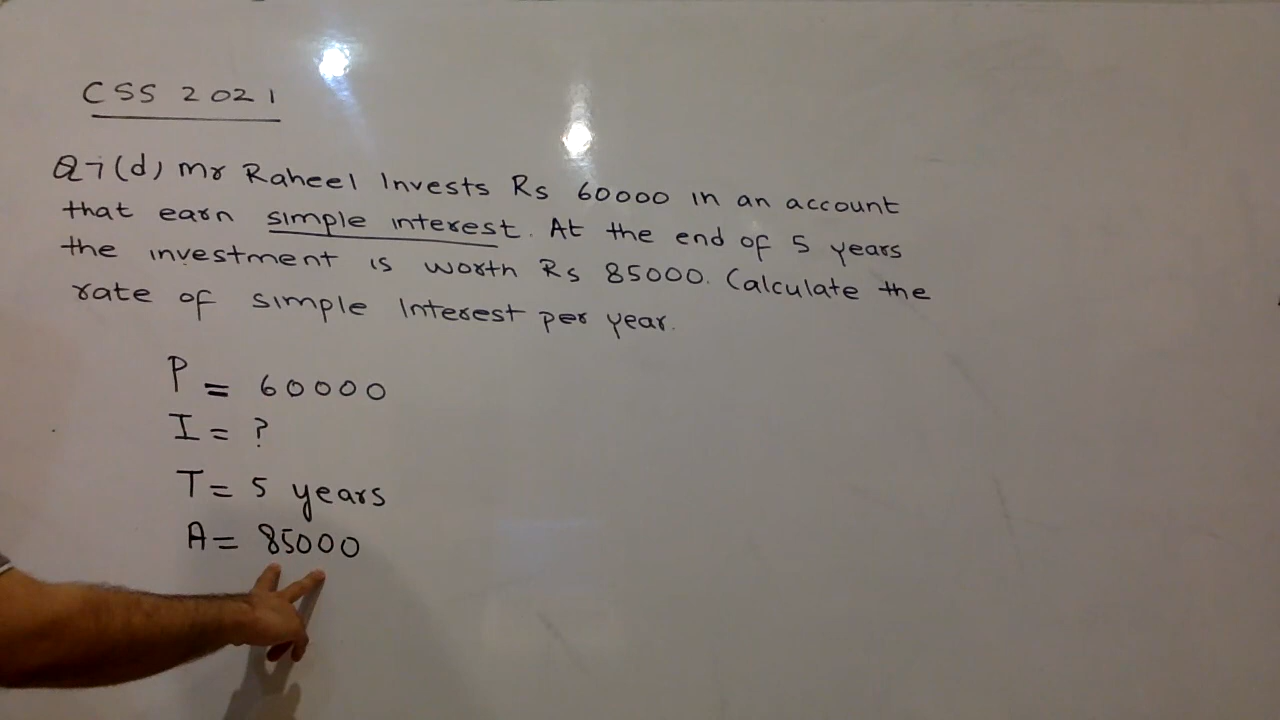 CSS 2021
Q7(d) Mr Raheel Invests Rs 60000 in an account
that earn simple interest. At the end of 5 years
the investment is worth Rs 85000. Calculate the
rate of simple Interest per year.
P = 60000
I = ?
T = 5 years
A = 85000